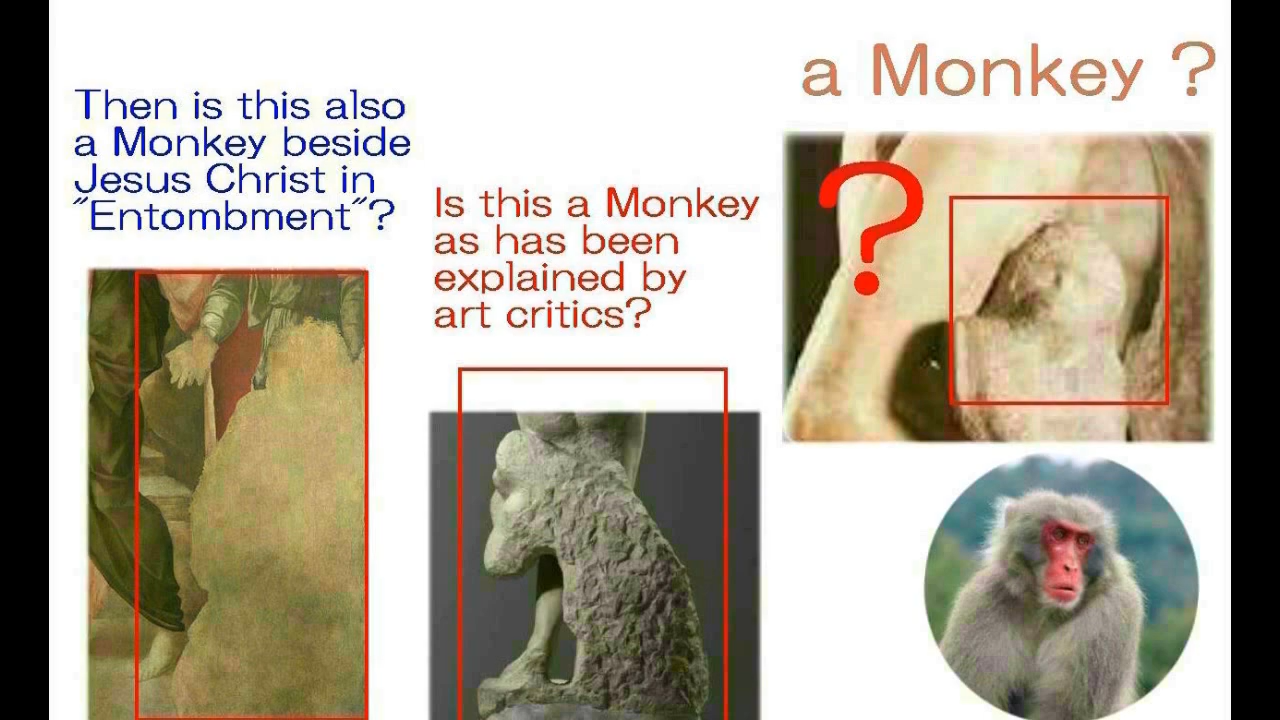 Then is this also
a Monkey beside
Jesus Christ in
"Entombment"?
Is this a Monkey
as has been
explained by
art critics?
a Monkey ?
?